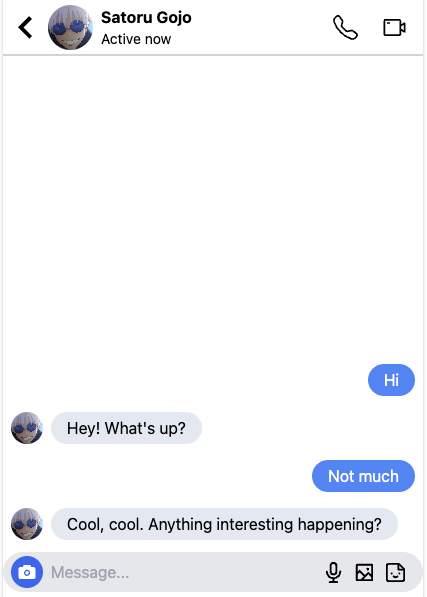 Satoru Gojo
Active now
Hi
Hey! What's up?
Not much
Cool, cool. Anything interesting happening?
Message...